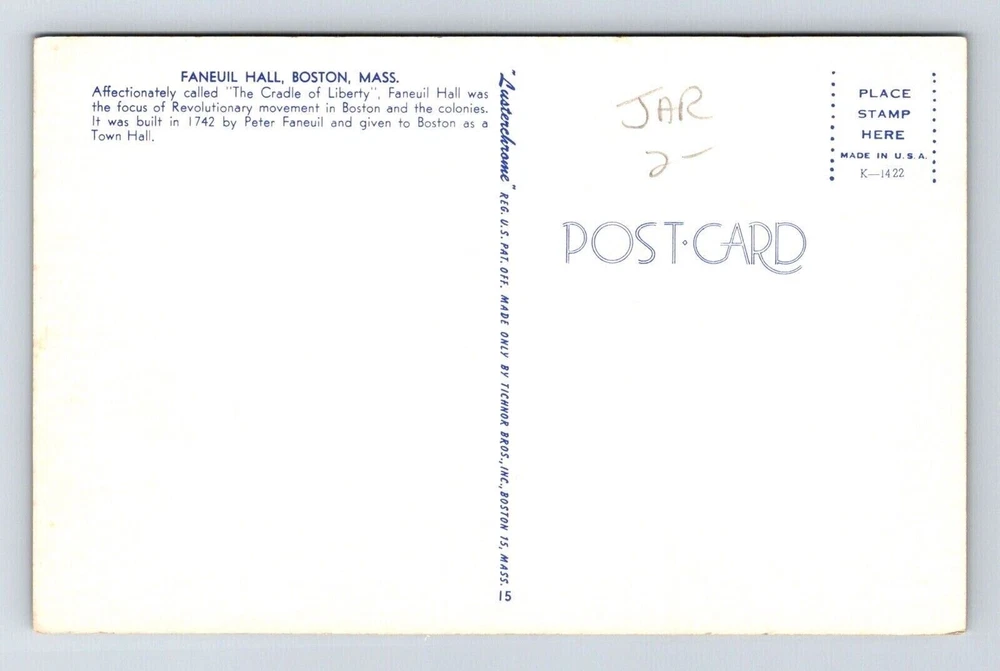 FANEUIL HALL, BOSTON, MASS.
Affectionately called "The Cradle of Liberty", Faneuil Hall was
the focus of Revolutionary movement in Boston and the colonies.
It was built in 1742 by Peter Faneuil and given to Boston as a
Town Hall.
"Lusterchrome" REG. U.S. PAT. OFF. MADE ONLY BY TICHNOR BROS., INC., BOSTON 15, MASS. 15
JAR
2-
POST·CARD
PLACE
STAMP
HERE
MADE IN U.S.A.
K—1422